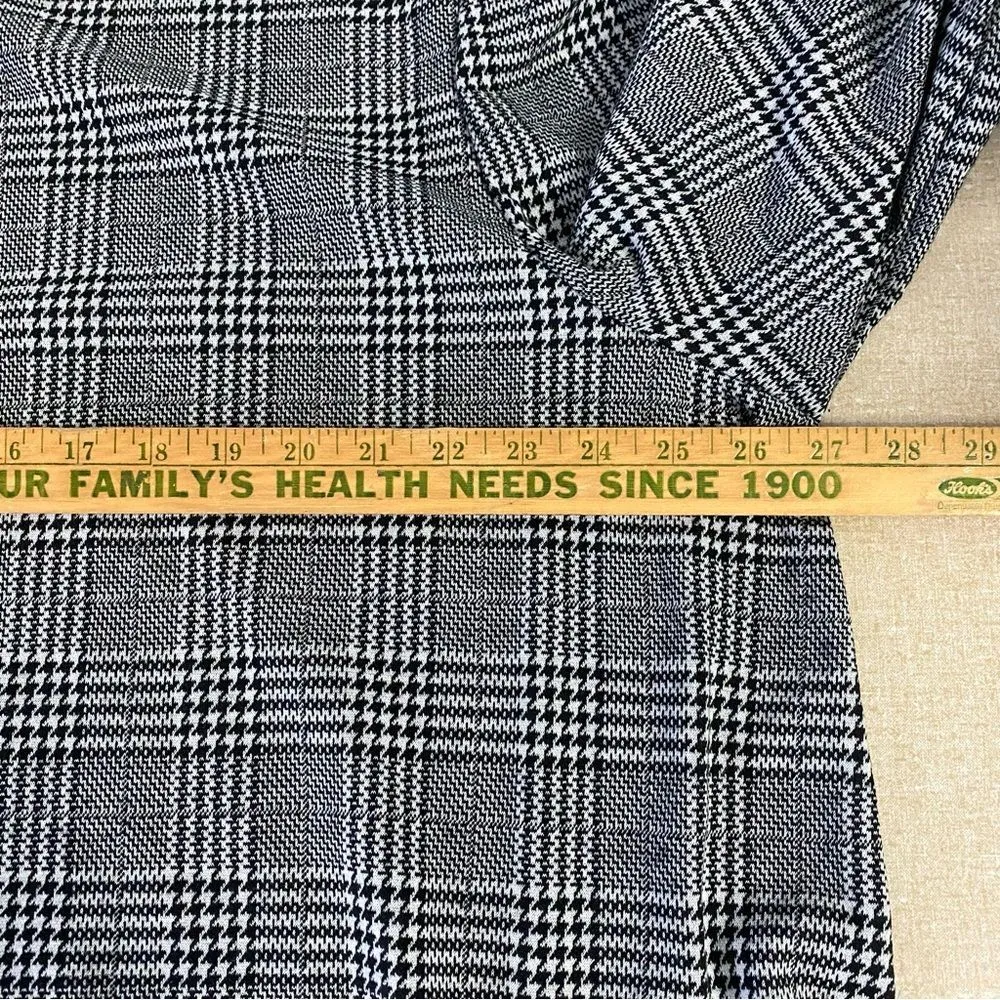 6 17 18 19 20 21 22 23 24 25 26 27 28 29
UR FAMILY'S HEALTH NEEDS SINCE 1900
Hook's